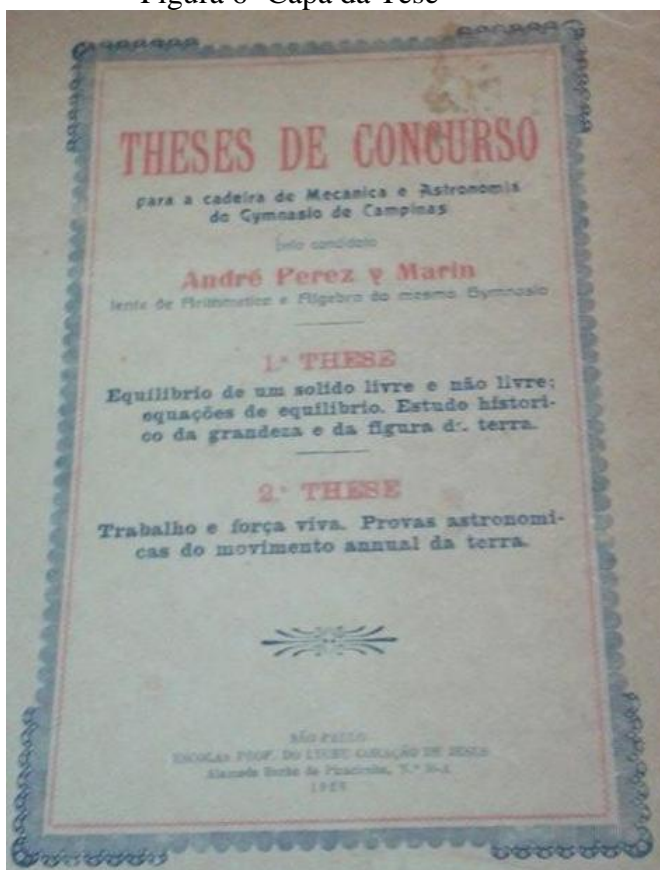 Capa da Tese
THESES DE CONCURSO
para a cadeira de Mecanica e Astronomia
do Gymnasio de Campinas
pelo candidato
André Perez y Marin
lente de Arithmetica e Algebra do mesmo Gymnasio
1.ª THESE
Equilibrio de um solido livre e não livre;
equações de equilibrio. Estudo histori-
co da grandeza e da figura da terra.
2.ª THESE
Trabalho e força viva. Provas astronomi-
cas do movimento annual da terra.
SÃO PAULO
ESCOLAS PROF. DO LYCEU CORAÇÃO DE JESUS
Alameda Barão de Piracicaba, N.º